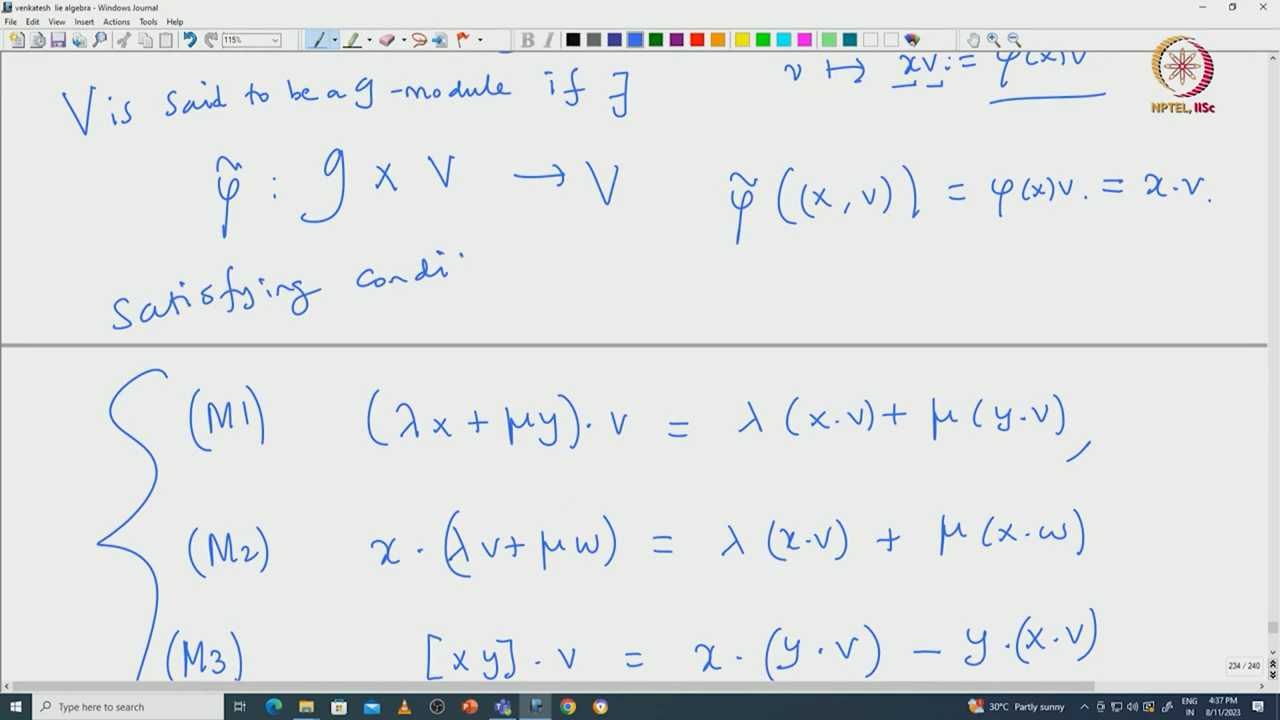 venkatesh lie algebra - Windows Journal
File Edit View Insert Actions Tools Help
115%
B I
v ↦ xv := φ(x)v
V is said to be a g-module if ∃
NPTEL, IISc
φ̃ : g x V → V
φ̃((x, v)) = φ(x)v. = x·v.
Satisfying condi
(M1) (λx + μy)·v = λ(x·v) + μ(y·v),
(M2) x·(λv + μw) = λ(x·v) + μ(x·w)
(M3) [xy]·v = x·(y·v) − y·(x·v)
234 / 240
Type here to search
30°C Partly sunny
ENG
IN
4:37 PM
8/11/2023